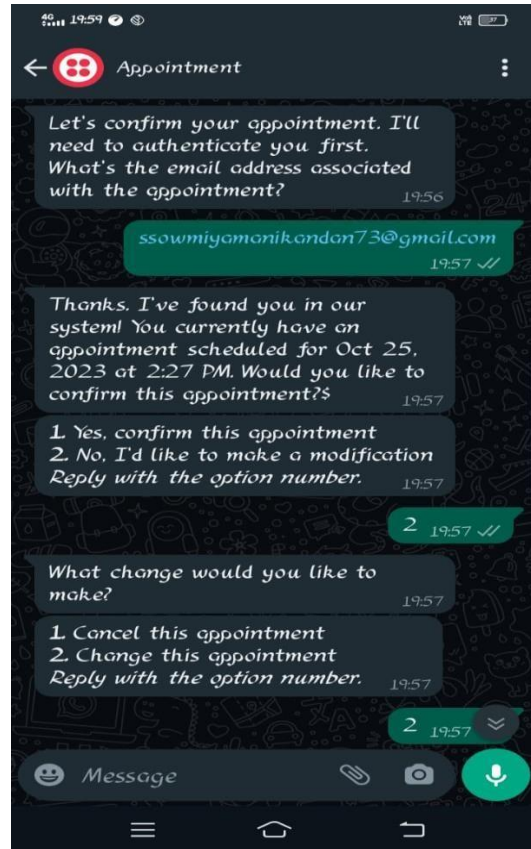 4G 19:59
Vo)) LTE 37
Appointment
Let's confirm your appointment. I'll
need to authenticate you first.
What's the email address associated
with the appointment?
19:56
ssowmiyamanikandan73@gmail.com
19:57
Thanks. I've found you in our
system! You currently have an
appointment scheduled for Oct 25,
2023 at 2:27 PM. Would you like to
confirm this appointment?$
19:57
1. Yes, confirm this appointment
2. No, I'd like to make a modification
Reply with the option number.
19:57
2 19:57
What change would you like to
make?
19:57
1. Cancel this appointment
2. Change this appointment
Reply with the option number.
19:57
2 19:57
Message